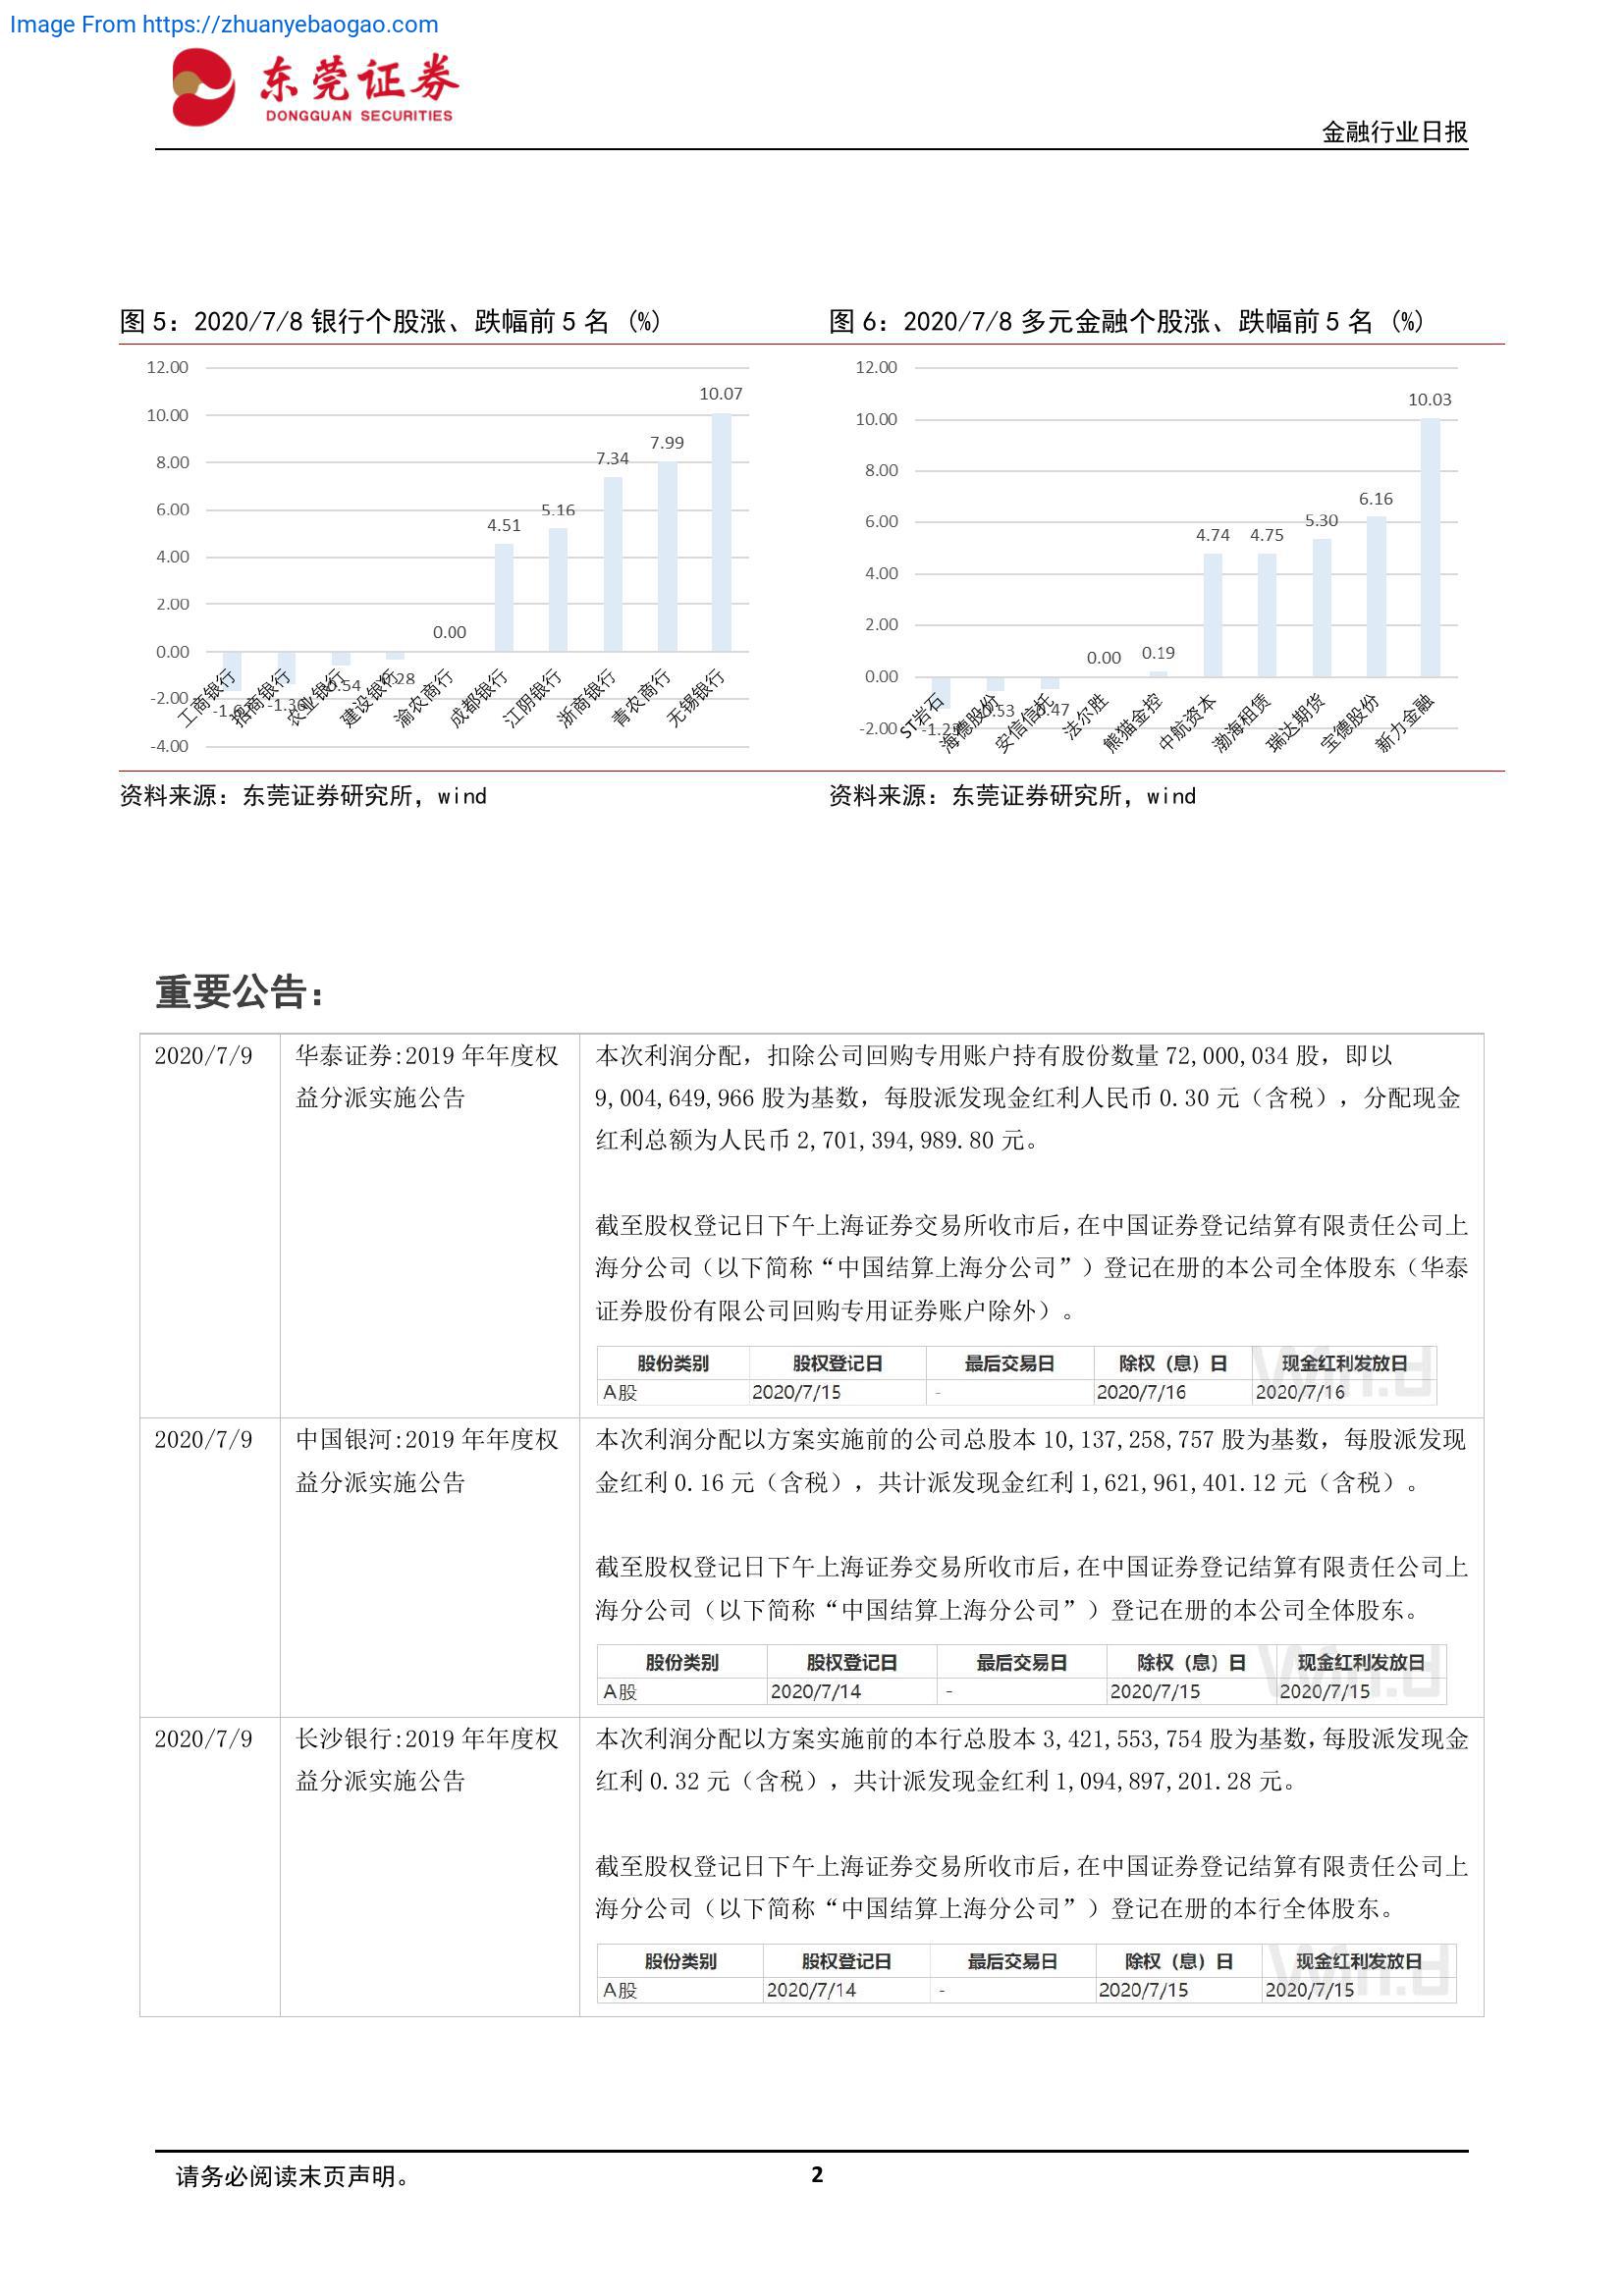 Image From https://zhuanyebaogao.com
东莞证券
DONGGUAN SECURITIES
金融行业日报
图 5：2020/7/8 银行个股涨、跌幅前 5 名 (%)
12.00
10.00
8.00
6.00
4.00
2.00
0.00
-2.00
-4.00
0.00
4.51
5.16
7.34
7.99
10.07
工商银行
招商银行
农业银行
建设银行
渝农商行
成都银行
江阴银行
浙商银行
青农商行
无锡银行
资料来源：东莞证券研究所，wind
图 6：2020/7/8 多元金融个股涨、跌幅前 5 名 (%)
12.00
10.00
8.00
6.00
4.00
2.00
0.00
-2.00
0.00
0.19
4.74
4.75
5.30
6.16
10.03
ST岩石
海德股份
安信信托
法尔胜
熊猫金控
中航资本
渤海租赁
瑞达期货
宝德股份
新力金融
资料来源：东莞证券研究所，wind
重要公告：
2020/7/9
华泰证券:2019 年年度权
益分派实施公告
本次利润分配，扣除公司回购专用账户持有股份数量 72,000,034 股，即以
9,004,649,966 股为基数，每股派发现金红利人民币 0.30 元（含税），分配现金
红利总额为人民币 2,701,394,989.80 元。
截至股权登记日下午上海证券交易所收市后，在中国证券登记结算有限责任公司上
海分公司（以下简称“中国结算上海分公司”）登记在册的本公司全体股东（华泰
证券股份有限公司回购专用证券账户除外）。
股份类别 股权登记日 最后交易日 除权（息）日 现金红利发放日
A股 2020/7/15 - 2020/7/16 2020/7/16
2020/7/9
中国银河:2019 年年度权
益分派实施公告
本次利润分配以方案实施前的公司总股本 10,137,258,757 股为基数，每股派发现
金红利 0.16 元（含税），共计派发现金红利 1,621,961,401.12 元（含税）。
截至股权登记日下午上海证券交易所收市后，在中国证券登记结算有限责任公司上
海分公司（以下简称“中国结算上海分公司”）登记在册的本公司全体股东。
股份类别 股权登记日 最后交易日 除权（息）日 现金红利发放日
A股 2020/7/14 - 2020/7/15 2020/7/15
2020/7/9
长沙银行:2019 年年度权
益分派实施公告
本次利润分配以方案实施前的本行总股本 3,421,553,754 股为基数，每股派发现金
红利 0.32 元（含税），共计派发现金红利 1,094,897,201.28 元。
截至股权登记日下午上海证券交易所收市后，在中国证券登记结算有限责任公司上
海分公司（以下简称“中国结算上海分公司”）登记在册的本行全体股东。
股份类别 股权登记日 最后交易日 除权（息）日 现金红利发放日
A股 2020/7/14 - 2020/7/15 2020/7/15
请务必阅读末页声明。
2